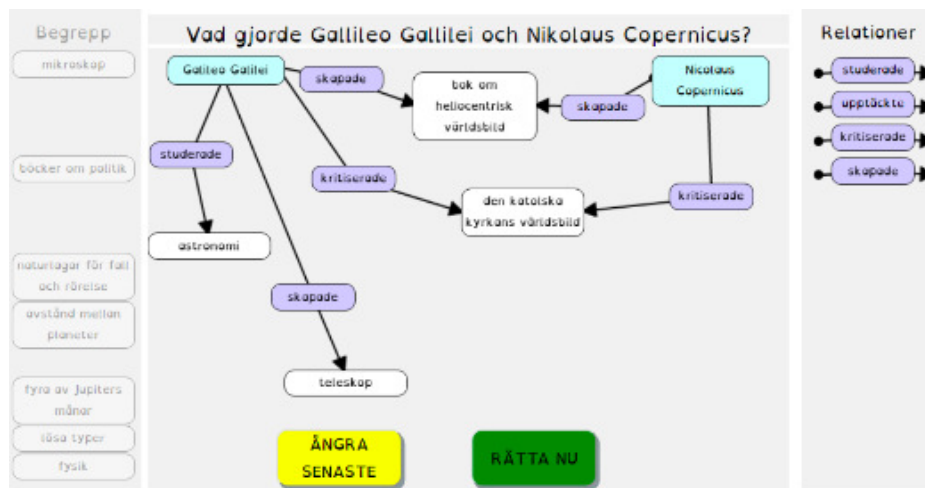 Begrepp
mikroskop
böcker om politik
naturlagar för fall
och rörelse
avstånd mellan
planeter
fyra av Jupiters
månar
lösa typer
fysik
Vad gjorde Gallileo Gallilei och Nikolaus Copernicus?
Galileo Galilei
skapade
bok om
heliocentrisk
världsbild
skapade
Nicolaus
Copernicus
studerade
kritiserade
den katolska
kyrkans världsbild
kritiserade
astronomi
skapade
teleskop
ÅNGRA
SENASTE
RÄTTA NU
Relationer
studerade
upptäckte
kritiserade
skapade